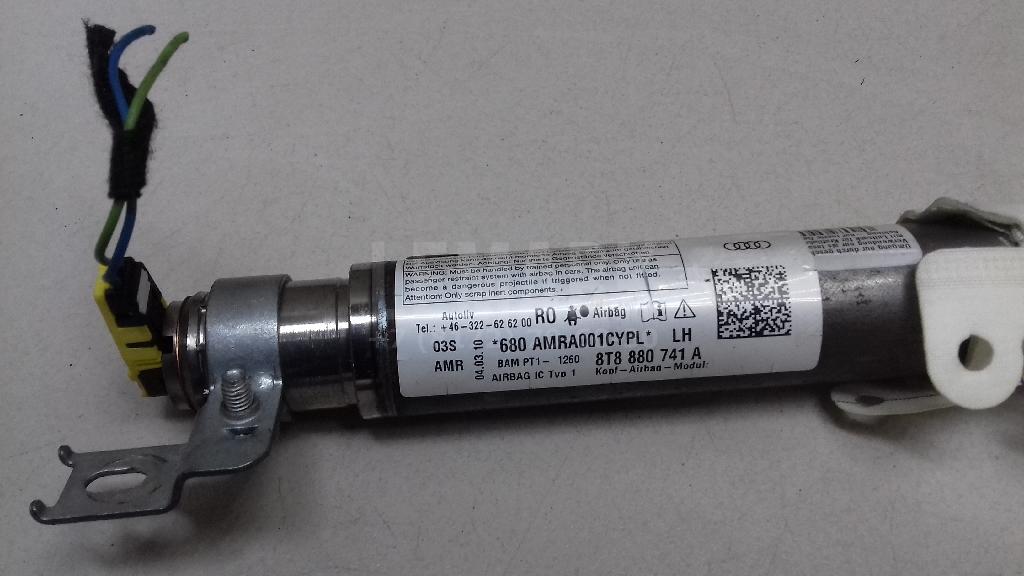 WARNING: Must be handled by trained personnel only. Only use as
passenger restraint system with airbag in cars. The airbag unit can
become a dangerous projectile if triggered when not fitted.
Attention: Only scrap inert components.
Autoliv
Tel.: +46-322-62 62 00 RO Airbag
03S *680 AMRA001CYPL* LH
AMR 04.03.10 BAM PT1- 1260 8T8 880 741 A
AIRBAG IC Typ 1 Kopf-Airbag-Modul